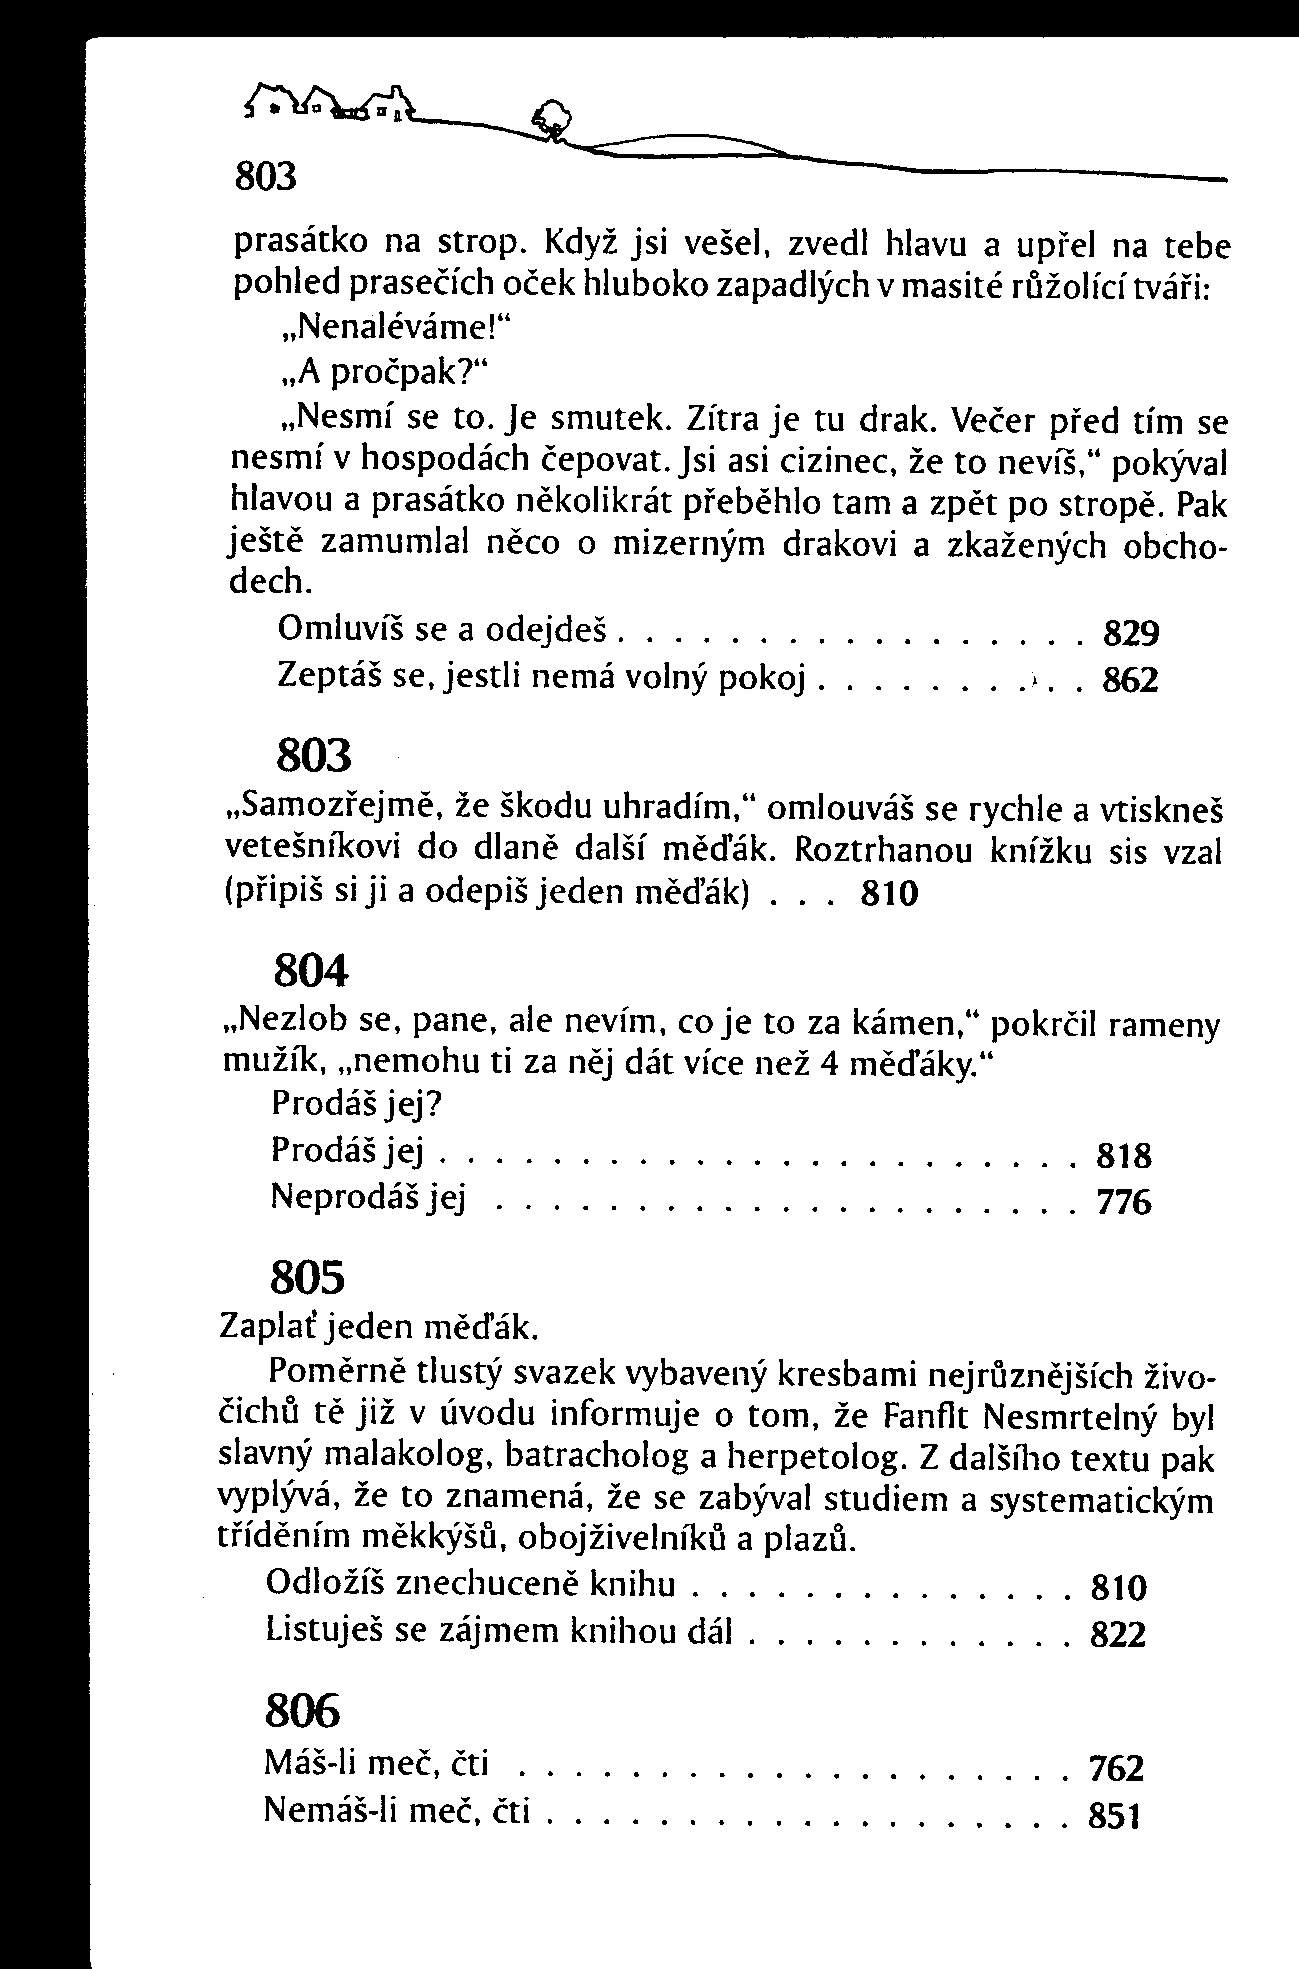 803
prasátko na strop. Když jsi vešel, zvedl hlavu a upřel na tebe
pohled prasečích oček hluboko zapadlých v masité růžolící tváři:
„Nenaléváme!“
„A pročpak?“
„Nesmí se to. Je smutek. Zítra je tu drak. Večer před tím se
nesmí v hospodách čepovat. Jsi asi cizinec, že to nevíš,“ pokýval
hlavou a prasátko několikrát přeběhlo tam a zpět po stropě. Pak
ještě zamumlal něco o mizerným drakovi a zkažených obcho-
dech.
Omluvíš se a odejdeš . . . . . . . . . . . . . . . . . 829
Zeptáš se, jestli nemá volný pokoj . . . . . . . . . . 862
803
„Samozřejmě, že škodu uhradím,“ omlouváš se rychle a vtiskneš
vetešníkovi do dlaně další měďák. Roztrhanou knížku sis vzal
(připiš si ji a odepiš jeden měďák) . . . 810
804
„Nezlob se, pane, ale nevím, co je to za kámen,“ pokrčil rameny
mužík, „nemohu ti za něj dát více než 4 měďáky.“
Prodáš jej?
Prodáš jej . . . . . . . . . . . . . . . . . . . . . . . 818
Neprodáš jej . . . . . . . . . . . . . . . . . . . . . 776
805
Zaplať jeden měďák.
Poměrně tlustý svazek vybavený kresbami nejrůznějších živo-
čichů tě již v úvodu informuje o tom, že Fanflt Nesmrtelný byl
slavný malakolog, batracholog a herpetolog. Z dalšího textu pak
vyplývá, že to znamená, že se zabýval studiem a systematickým
tříděním měkkýšů, obojživelníků a plazů.
Odložíš znechuceně knihu . . . . . . . . . . . . . . 810
Listuješ se zájmem knihou dál . . . . . . . . . . . . 822
806
Máš-li meč, čti . . . . . . . . . . . . . . . . . . . . 762
Nemáš-li meč, čti . . . . . . . . . . . . . . . . . . . 851